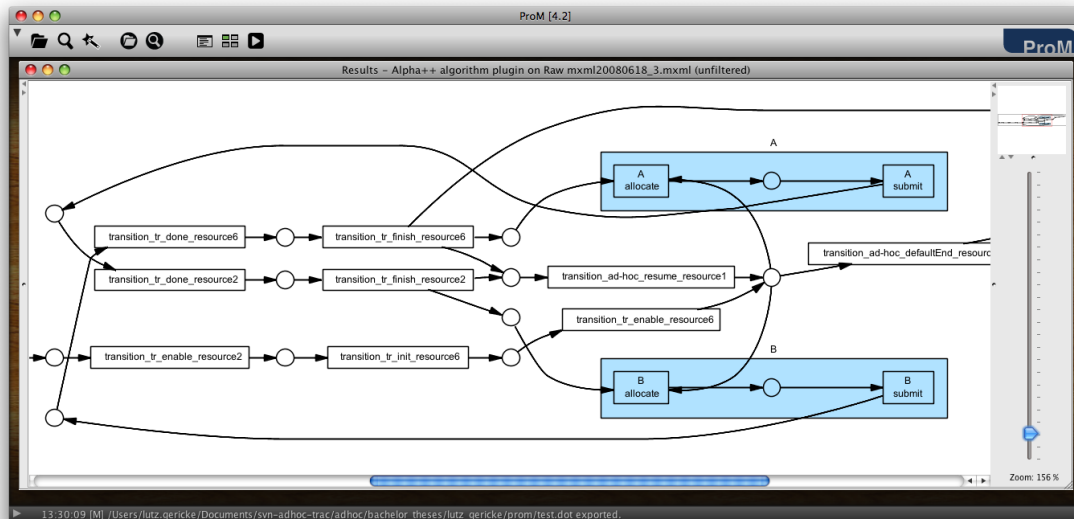 ProM [4.2]
ProM
Results - Alpha++ algorithm plugin on Raw mxml20080618_3.mxml (unfiltered)
A
A
allocate
A
submit
transition_tr_done_resource6
transition_tr_finish_resource6
transition_ad-hoc_defaultEnd_resourc
transition_tr_done_resource2
transition_tr_finish_resource2
transition_ad-hoc_resume_resource1
transition_tr_enable_resource6
transition_tr_enable_resource2
transition_tr_init_resource6
B
B
allocate
B
submit
Zoom: 156 %
13:30:09 [M] /Users/lutz.gericke/Documents/svn-adhoc-trac/adhoc/bachelor_theses/lutz_gericke/prom/test.dot exported.